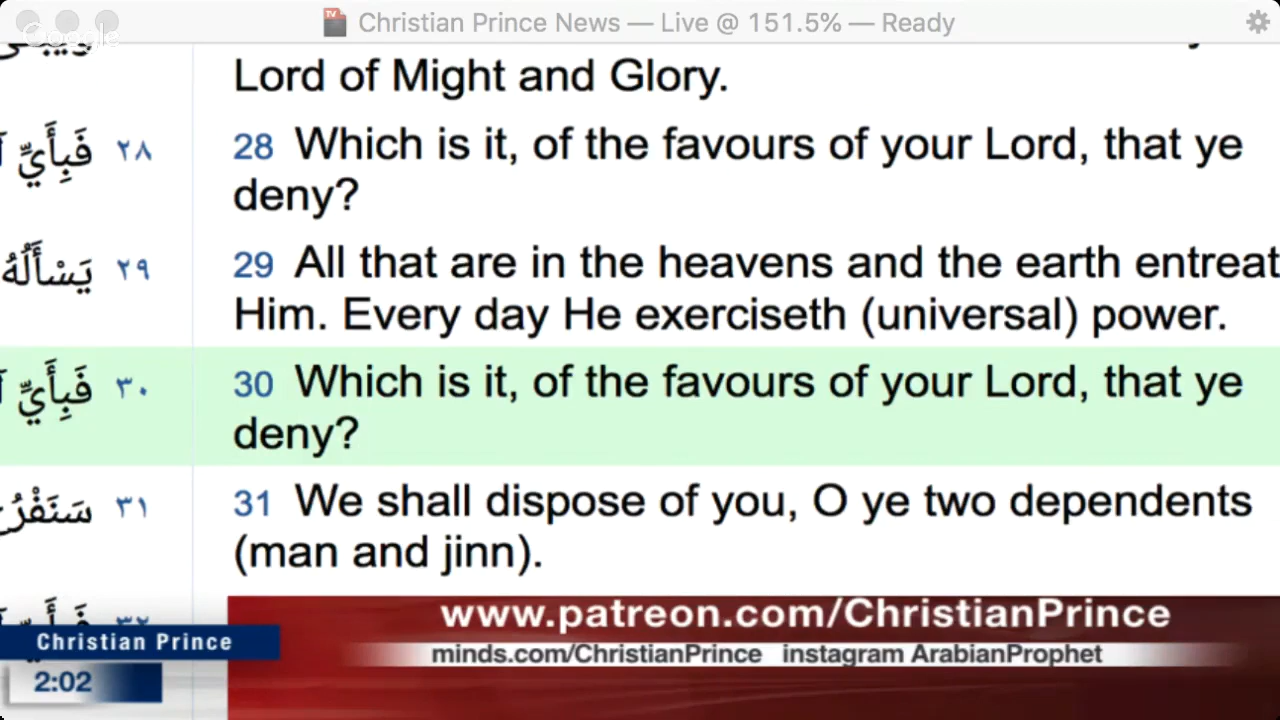 Christian Prince News — Live @ 151.5% — Ready
Google
Lord of Might and Glory.
فَبِأَيِّ ٢٨ 28 Which is it, of the favours of your Lord, that ye
deny?
يَسْأَلُهُ ٢٩ 29 All that are in the heavens and the earth entreat
Him. Every day He exerciseth (universal) power.
فَبِأَيِّ ٣٠ 30 Which is it, of the favours of your Lord, that ye
deny?
سَنَفْرُغُ ٣١ 31 We shall dispose of you, O ye two dependents
(man and jinn).
٣٢
www.patreon.com/ChristianPrince
Christian Prince
minds.com/ChristianPrince instagram ArabianProphet
2:02